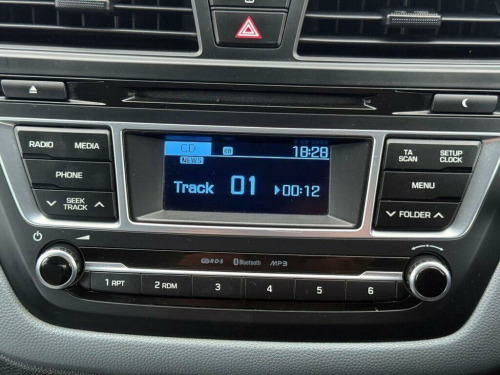 RADIO MEDIA
PHONE
SEEK
TRACK
CD CD 18:28
NEWS
Track 01 00:12
TA
SCAN
SETUP
CLOCK
MENU
FOLDER
RDS Bluetooth MP3
1 RPT 2 RDM 3 4 5 6